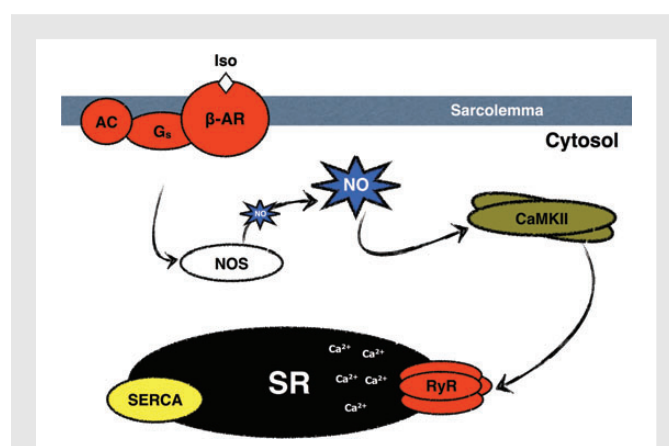 Iso
AC
Gs
β-AR
Sarcolemma
Cytosol
NO
NO
NOS
CaMKII
Ca²⁺
Ca²⁺
SR
Ca²⁺
Ca²⁺
RyR
SERCA
Ca²⁺